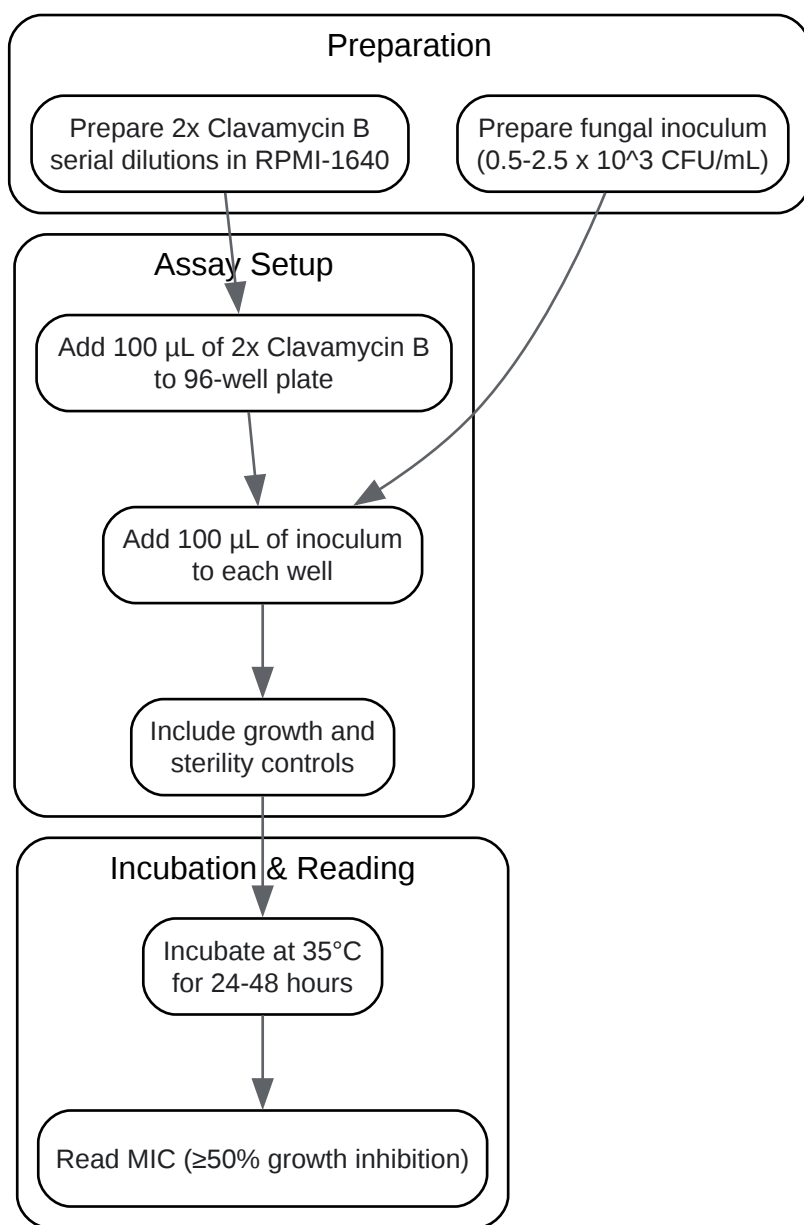 Preparation
Prepare 2x Clavamycin B
serial dilutions in RPMI-1640
Prepare fungal inoculum
(0.5-2.5 x 10^3 CFU/mL)
Assay Setup
Add 100 µL of 2x Clavamycin B
to 96-well plate
Add 100 µL of inoculum
to each well
Include growth and
sterility controls
Incubation & Reading
Incubate at 35°C
for 24-48 hours
Read MIC (≥50% growth inhibition)